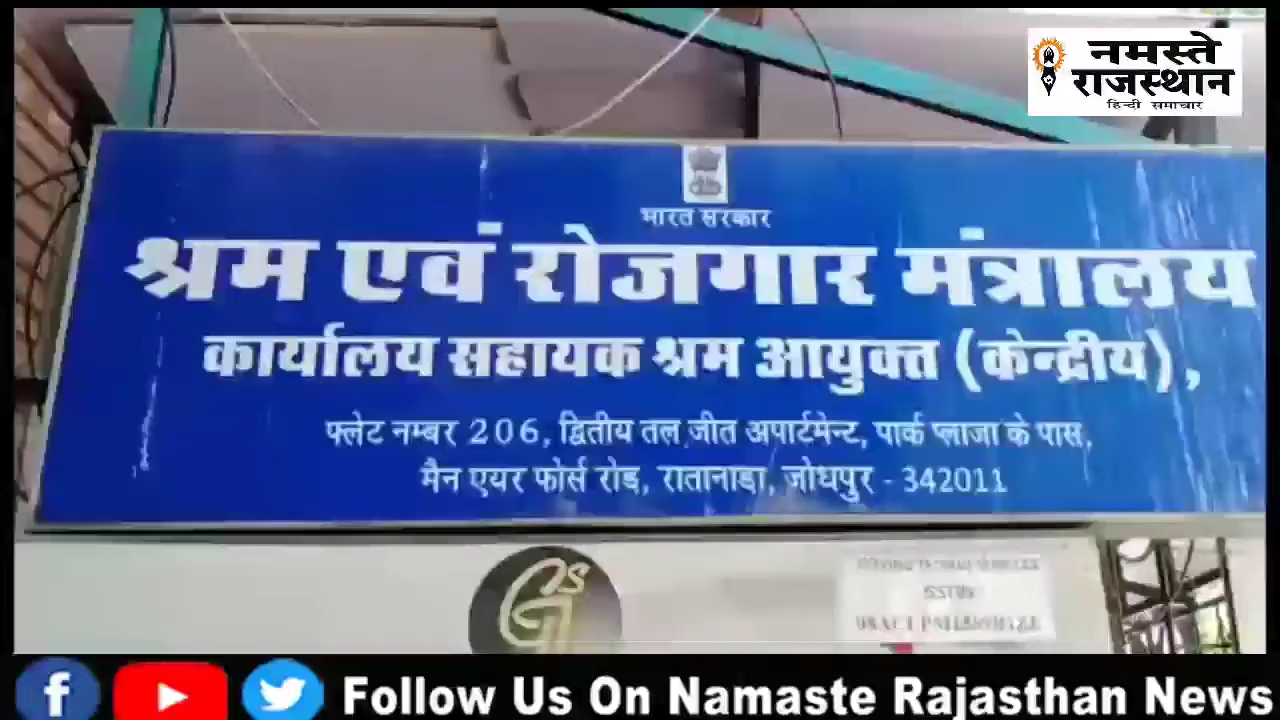 नमस्ते
राजस्थान
हिन्दी समाचार
भारत सरकार
श्रम एवं रोजगार मंत्रालय
कार्यालय सहायक श्रम आयुक्त (केन्द्रीय),
फ्लेट नम्बर 206, द्वितीय तल, जीत अपार्टमेन्ट, पार्क प्लाजा के पास,
मैन एयर फोर्स रोड, रातानाडा, जोधपुर - 342011
Follow Us On Namaste Rajasthan News